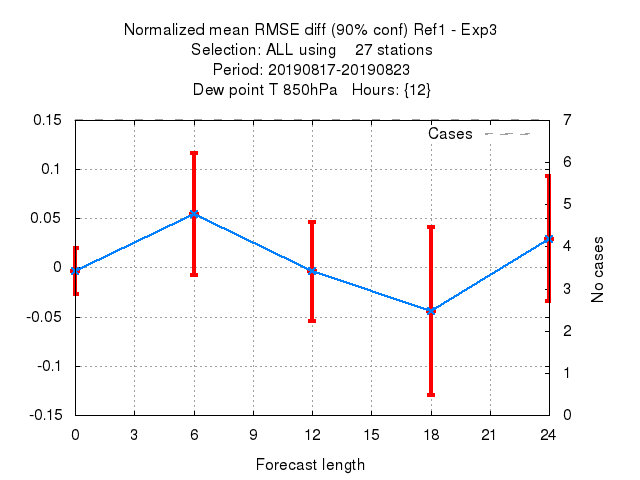 Normalized mean RMSE diff (90% conf) Ref1 - Exp3
Selection: ALL using    27 stations
Period: 20190817-20190823
Dew point T 850hPa   Hours: {12}
Cases
0.15
0.1
0.05
0
-0.05
-0.1
-0.15
7
6
5
4
3
2
1
0
No cases
0 3 6 9 12 15 18 21 24
Forecast length